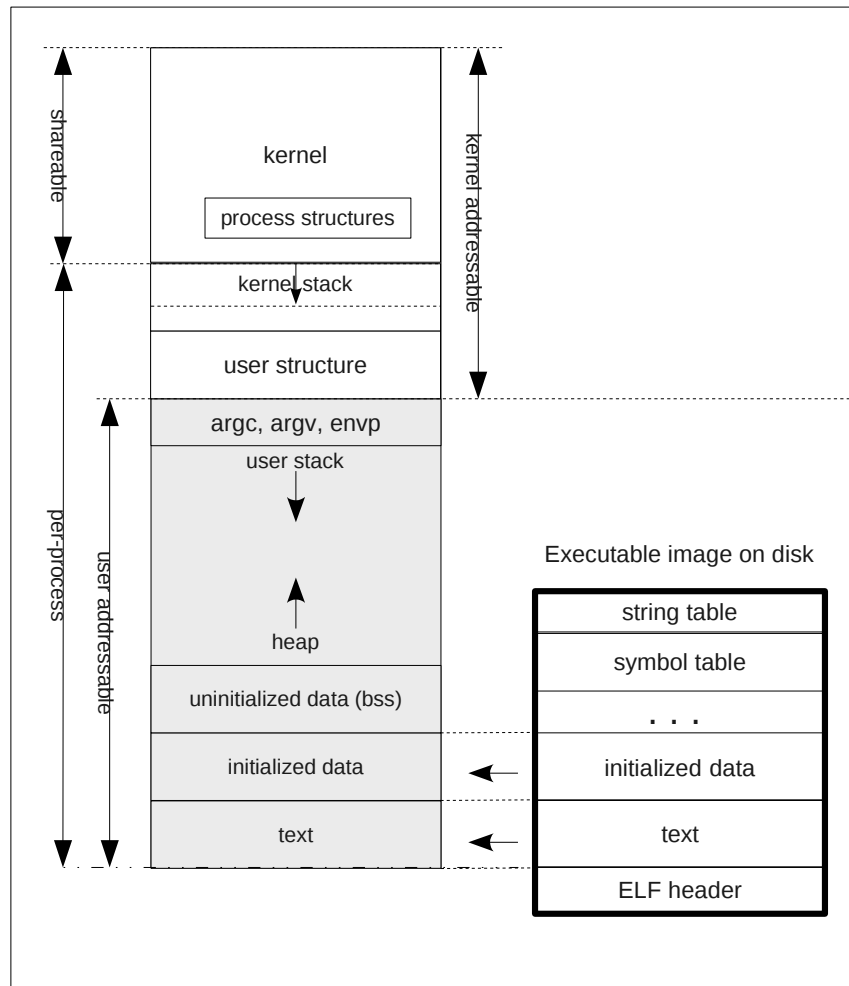 shareable
kernel
process structures
kernel addressable
kernel stack
user structure
argc, argv, envp
user stack
per-process
user addressable
Executable image on disk
string table
heap
symbol table
uninitialized data (bss)
. . .
initialized data
initialized data
text
text
ELF header